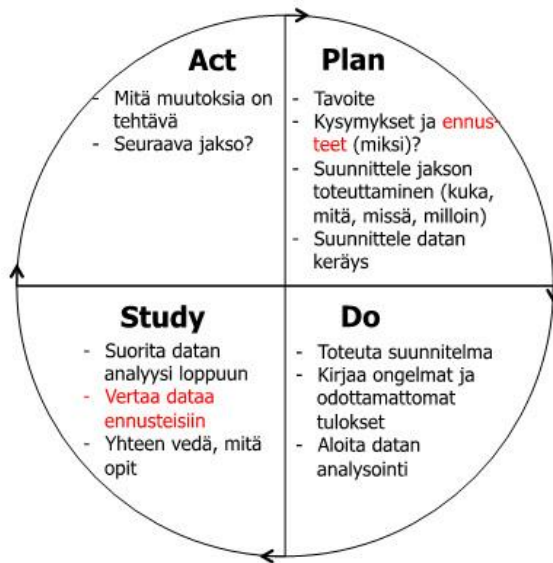 Act
- Mitä muutoksia on
tehtävä
- Seuraava jakso?
Plan
- Tavoite
- Kysymykset ja ennus-
teet (miksi)?
- Suunnittele jakson
toteuttaminen (kuka,
mitä, missä, milloin)
- Suunnittele datan
keräys
Study
- Suorita datan
analyysi loppuun
- Vertaa dataa
ennusteisiin
- Yhteen vedä, mitä
opit
Do
- Toteuta suunnitelma
- Kirjaa ongelmat ja
odottamattomat
tulokset
- Aloita datan
analysointi